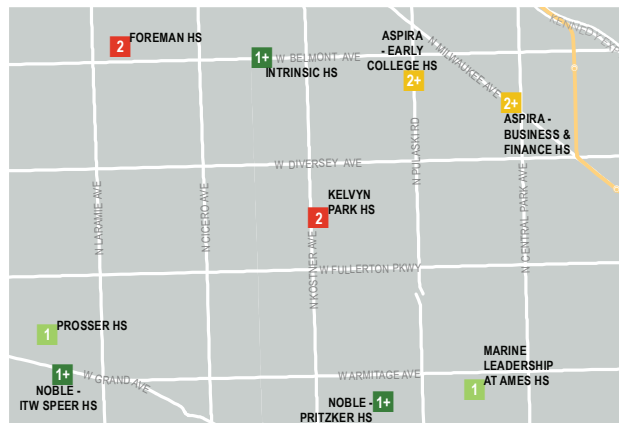 2
FOREMAN HS
1+
INTRINSIC HS
W BELMONT AVE
ASPIRA
- EARLY
COLLEGE HS
2+
N MILWAUKEE AVE
KENNEDY EXP
2+
ASPIRA -
BUSINESS &
FINANCE HS
W DIVERSEY AVE
N PULASKI RD
N LARAMIE AVE
N CICERO AVE
KELVYN
PARK HS
2
N KOSTNER AVE
N CENTRAL PARK AVE
W FULLERTON PKWY
1
PROSSER HS
1+
NOBLE -
ITW SPEER HS
W GRAND AVE
W ARMITAGE AVE
NOBLE -
PRITZKER HS
1+
MARINE
LEADERSHIP
AT AMES HS
1